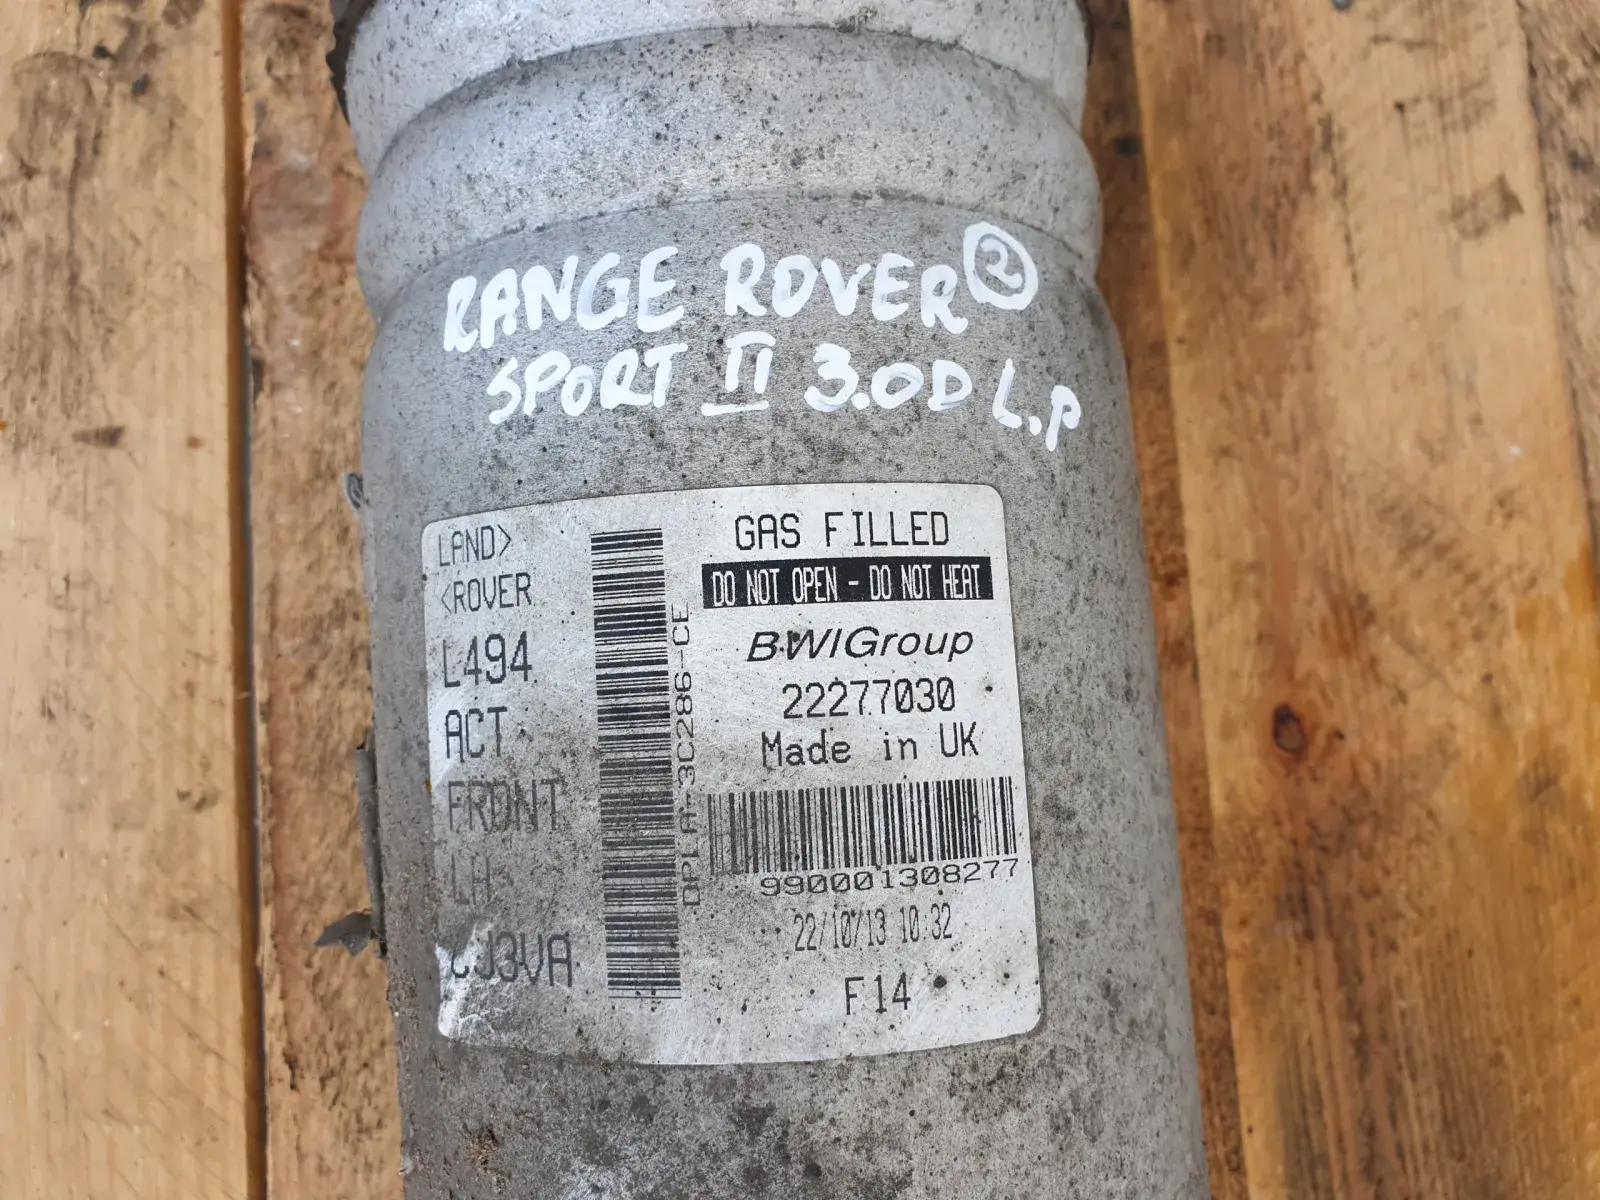 RANGE ROVER 2
SPORT II 3.0D L.P
LAND>
<ROVER
L494
ACT
FRONT
LH
DPLA-3C286-CE
GAS FILLED
DO NOT OPEN - DO NOT HEAT
BWIGroup
22277030
Made in UK
990001308277
22/10/13 10:32
F14